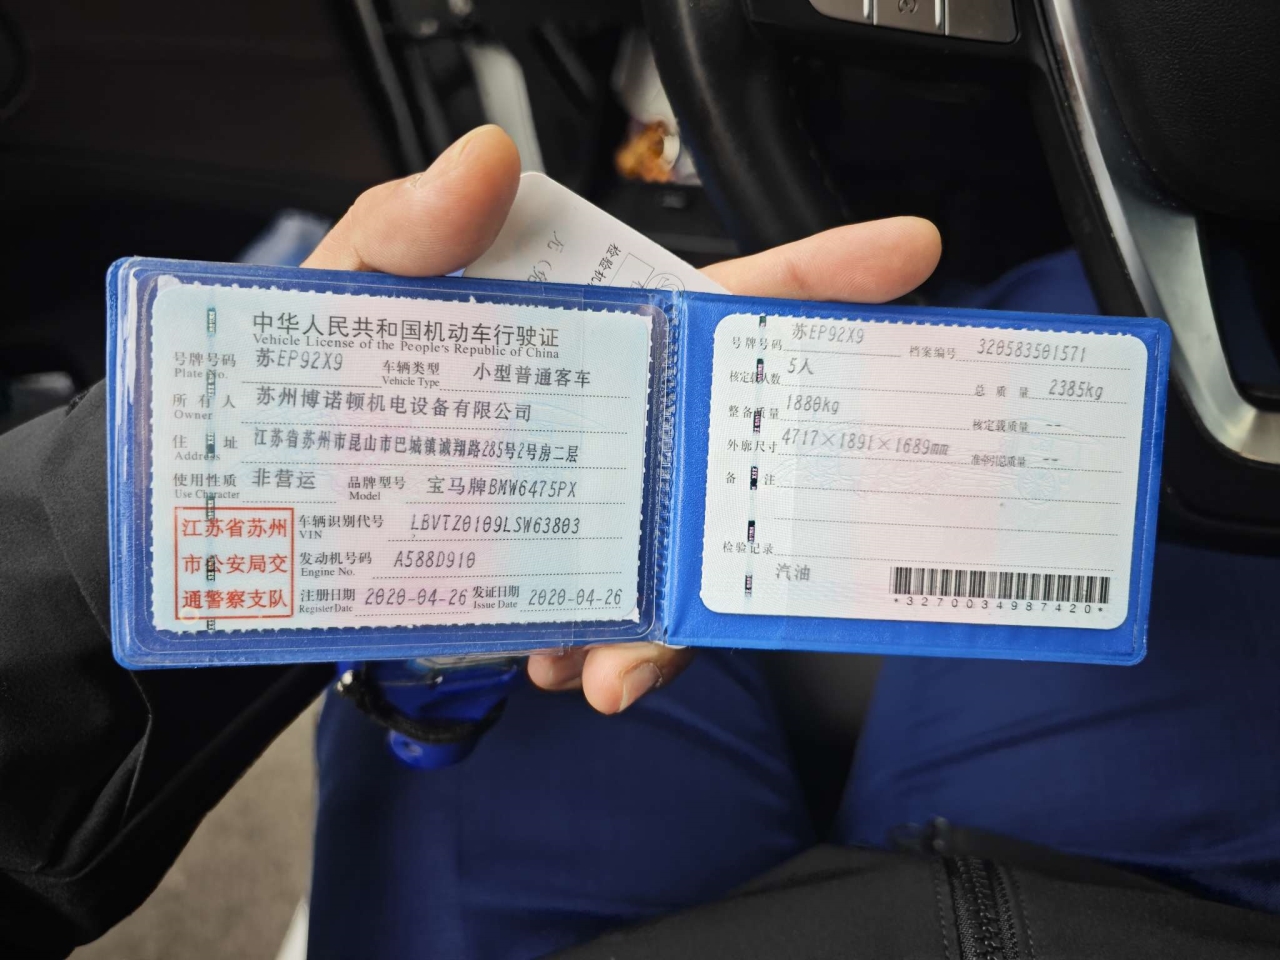 中华人民共和国机动车行驶证
Vehicle License of the People's Republic of China
号牌号码 苏EP92X9 车辆类型 小型普通客车
Plate No. Vehicle Type
所有人 苏州博诺顿机电设备有限公司
Owner
住址 江苏省苏州市昆山市巴城镇诚翔路285号2号房二层
Address
使用性质 非营运 品牌型号 宝马牌BMW6475PX
Use Character Model
江苏省苏州
市公安局交
通警察支队
车辆识别代号 LBVTZ0109LSW63803
VIN
发动机号码 A588D910
Engine No.
注册日期 2020-04-26 发证日期 2020-04-26
Register Date Issue Date
号牌号码 苏EP92X9 档案编号 320583501571
核定载人数 5人 总质量 2385kg
整备质量 1880kg 核定载质量 --
外廓尺寸 4717×1891×1689mm 准牵引总质量 --
备注
检验记录
汽油
*3270034987420*
检验机
元